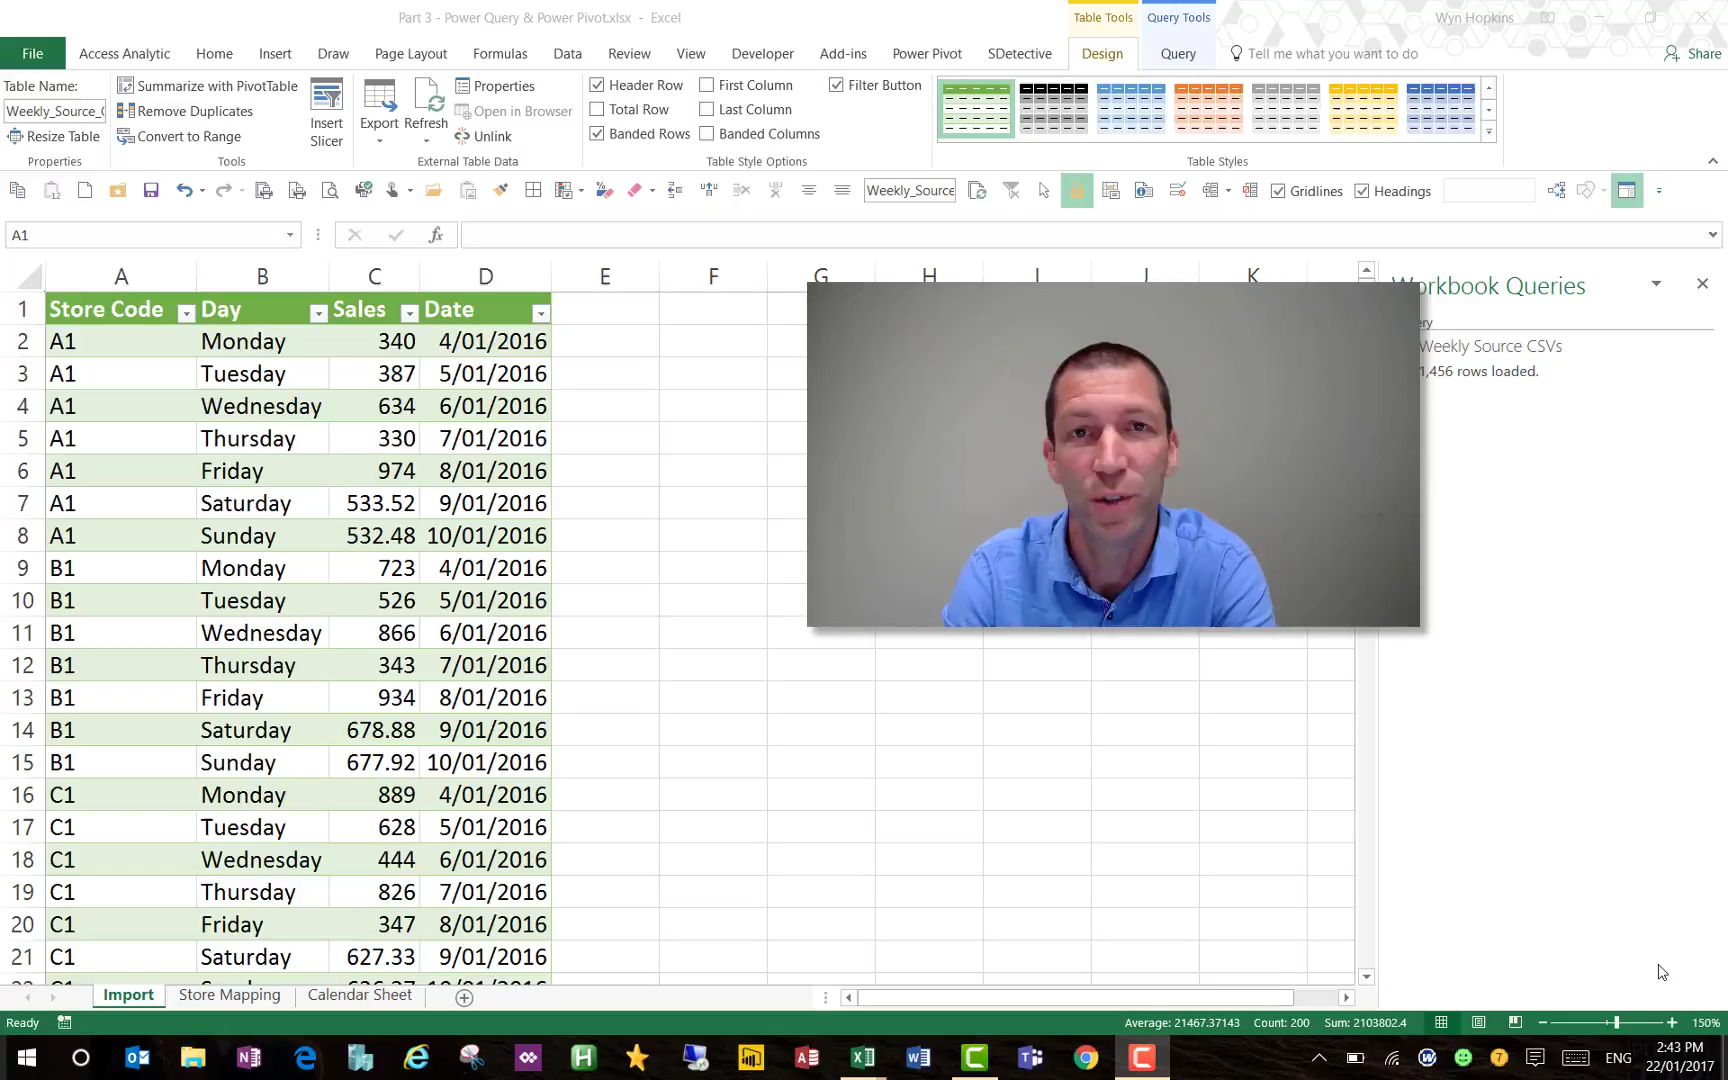 Part 3 - Power Query & Power Pivot.xlsx - Excel
Table Tools
Query Tools
Wyn Hopkins
File
Access Analytic
Home
Insert
Draw
Page Layout
Formulas
Data
Review
View
Developer
Add-ins
Power Pivot
SDetective
Design
Query
Tell me what you want to do
Share
Table Name:
Weekly_Source_
Resize Table
Properties
Summarize with PivotTable
Remove Duplicates
Convert to Range
Tools
Insert
Slicer
Export
Refresh
Properties
Open in Browser
Unlink
External Table Data
Header Row
Total Row
Banded Rows
First Column
Last Column
Banded Columns
Filter Button
Table Style Options
Table Styles
Weekly_Source
Gridlines
Headings
A1
fx
A B C D E F G H I J K
1 Store Code Day Sales Date
2 A1 Monday 340 4/01/2016
3 A1 Tuesday 387 5/01/2016
4 A1 Wednesday 634 6/01/2016
5 A1 Thursday 330 7/01/2016
6 A1 Friday 974 8/01/2016
7 A1 Saturday 533.52 9/01/2016
8 A1 Sunday 532.48 10/01/2016
9 B1 Monday 723 4/01/2016
10 B1 Tuesday 526 5/01/2016
11 B1 Wednesday 866 6/01/2016
12 B1 Thursday 343 7/01/2016
13 B1 Friday 934 8/01/2016
14 B1 Saturday 678.88 9/01/2016
15 B1 Sunday 677.92 10/01/2016
16 C1 Monday 889 4/01/2016
17 C1 Tuesday 628 5/01/2016
18 C1 Wednesday 444 6/01/2016
19 C1 Thursday 826 7/01/2016
20 C1 Friday 347 8/01/2016
21 C1 Saturday 627.33 9/01/2016
orkbook Queries
ery
Weekly Source CSVs
1,456 rows loaded.
Import
Store Mapping
Calendar Sheet
Ready
Average: 21467.37143
Count: 200
Sum: 2103802.4
150%
ENG
2:43 PM
22/01/2017